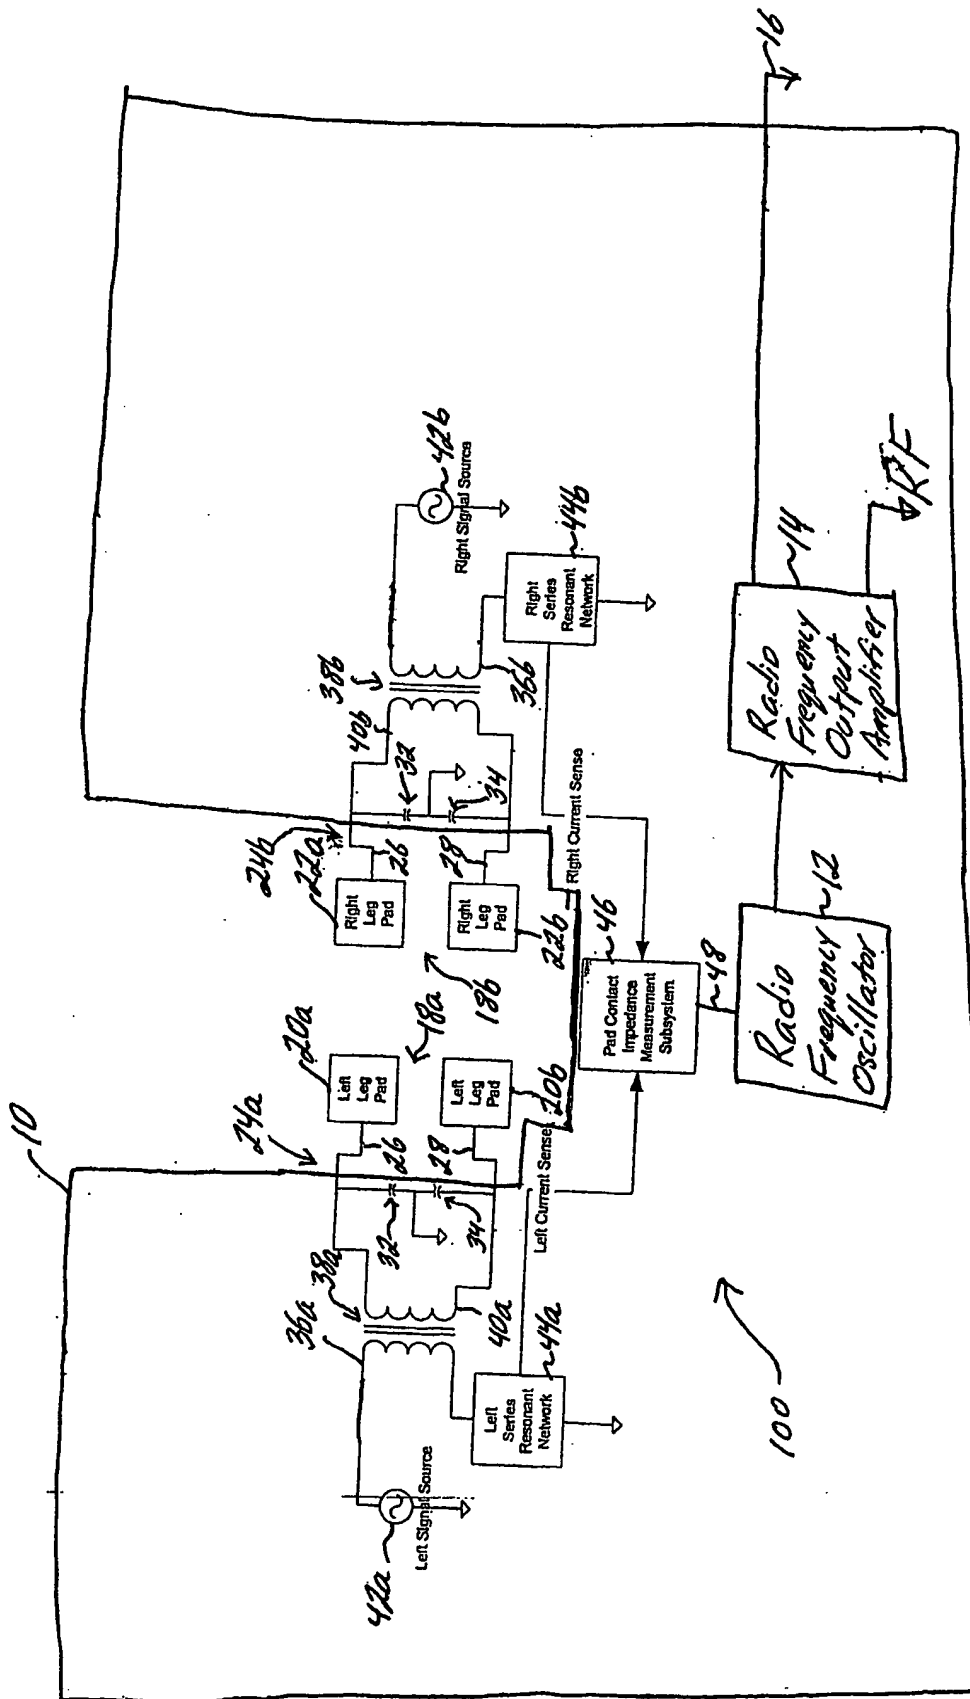 10
24a
20a
18a
Left
Leg
Pad
26
Left
Leg
Pad
28
20b
32
34
36a
38a
40a
42a
Left Signal Source
Left
Series
Resonant
Network
44a
Left Current Sense
24b
22a
18b
Right
Leg
Pad
26
Right
Leg
Pad
28
22b
32
34
40b
38b
36b
42b
Right Signal Source
Right
Series
Resonant
Network
44b
Right Current Sense
46
Pad Contact
Impedance
Measurement
Subsystem
48
Radio
Frequency
Oscillator
12
Radio
Frequency
Output
Amplifier
14
RF
16
100